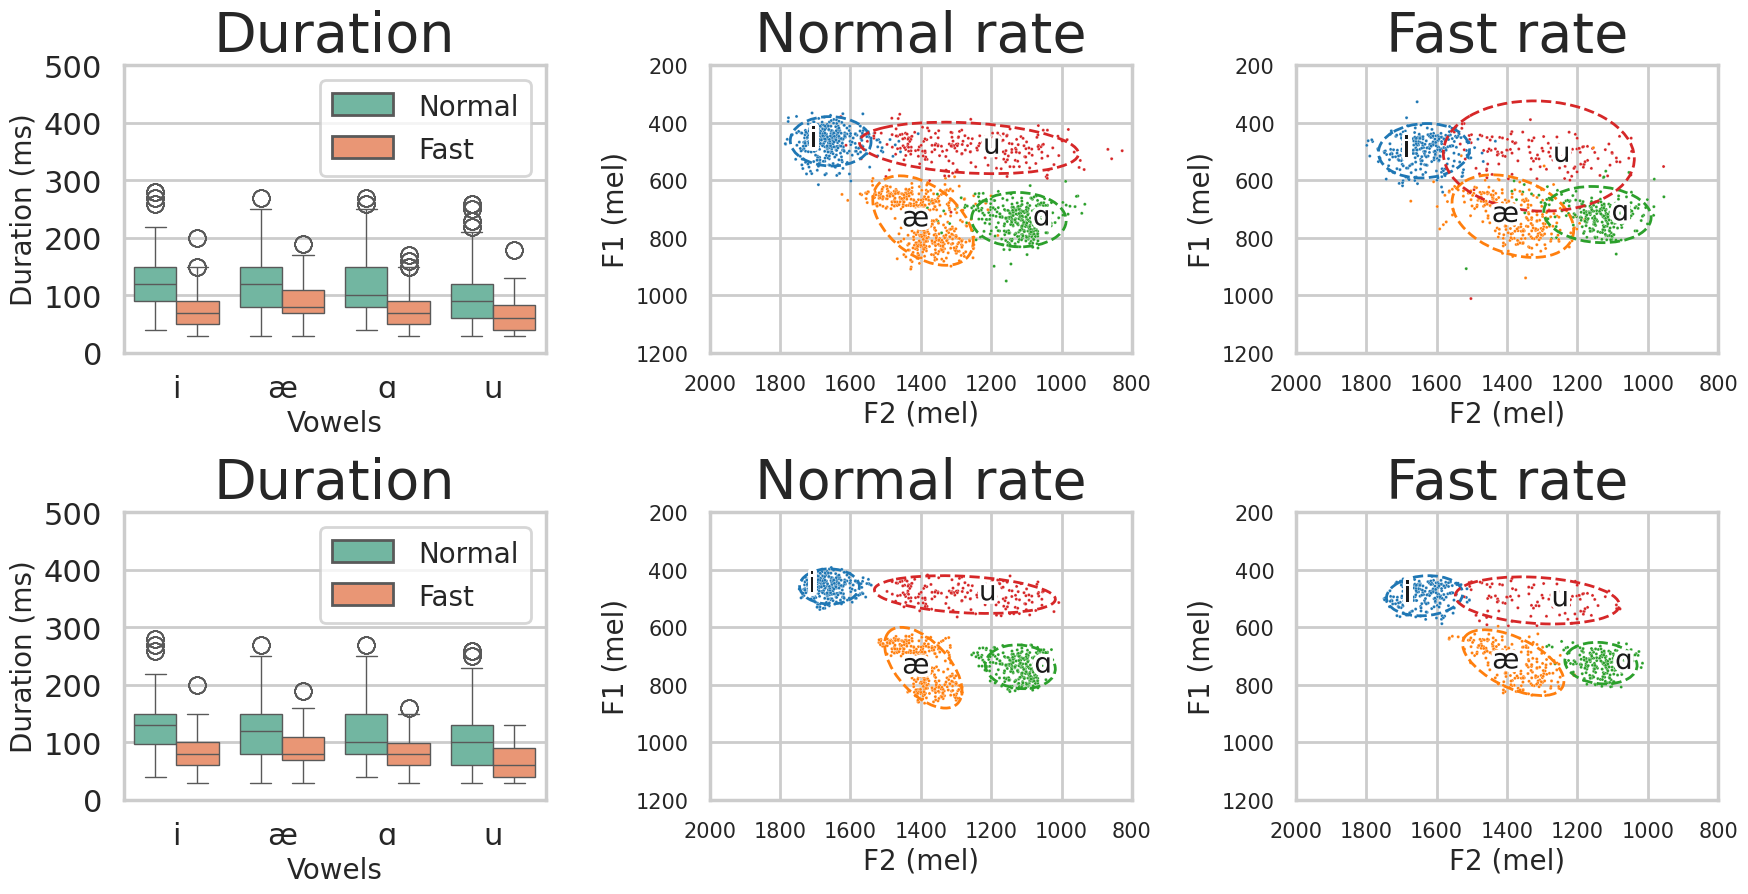 Duration
500
400
300
200
100
0
Duration (ms)
Normal
Fast
i æ ɑ u
Vowels
Normal rate
200
400
600
800
1000
1200
F1 (mel)
i
u
æ
ɑ
2000 1800 1600 1400 1200 1000 800
F2 (mel)
Fast rate
200
400
600
800
1000
1200
F1 (mel)
i
u
æ
ɑ
2000 1800 1600 1400 1200 1000 800
F2 (mel)
Duration
500
400
300
200
100
0
Duration (ms)
Normal
Fast
i æ ɑ u
Vowels
Normal rate
200
400
600
800
1000
1200
F1 (mel)
i
u
æ
ɑ
2000 1800 1600 1400 1200 1000 800
F2 (mel)
Fast rate
200
400
600
800
1000
1200
F1 (mel)
i
u
æ
ɑ
2000 1800 1600 1400 1200 1000 800
F2 (mel)